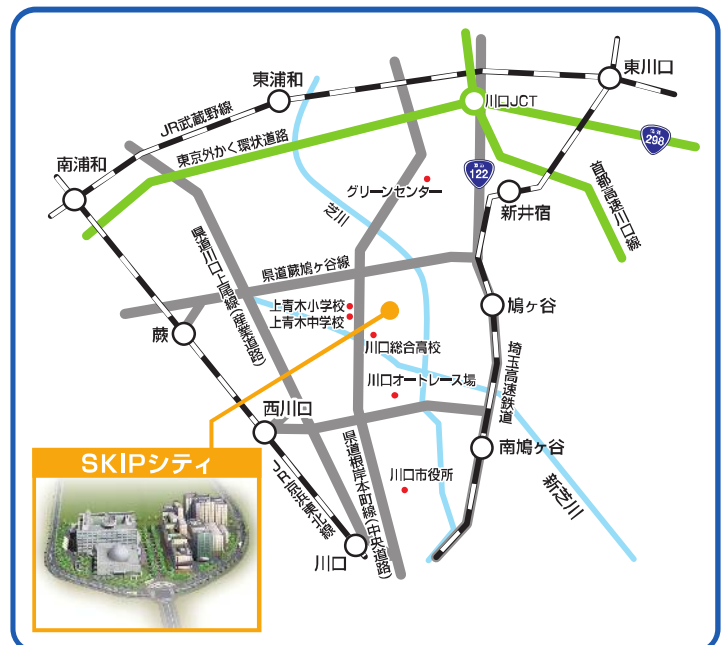 東川口
東浦和
川口JCT
JR武蔵野線
298
東京外かく環状道路
南浦和
122
グリーンセンター
新井宿
首都高速川口線
芝川
県道蕨鳩ヶ谷線
県道川口上尾線(産業道路)
上青木小学校
上青木中学校
鳩ヶ谷
蕨
川口総合高校
埼玉高速鉄道
川口オートレース場
西川口
南鳩ヶ谷
SKIPシティ
県道根岸本町線(中央道路)
川口市役所
新芝川
JR京浜東北線
川口